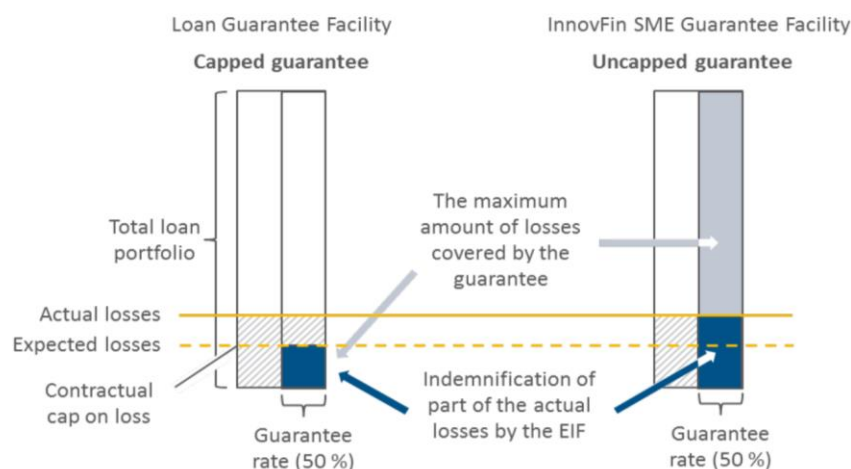 Loan Guarantee Facility
InnovFin SME Guarantee Facility
Capped guarantee
Uncapped guarantee
The maximum
amount of losses
covered by the
guarantee
Total loan
portfolio
Actual losses
Expected losses
Contractual
cap on loss
Indemnification of
part of the actual
losses by the EIF
Guarantee
rate (50 %)
Guarantee
rate (50 %)